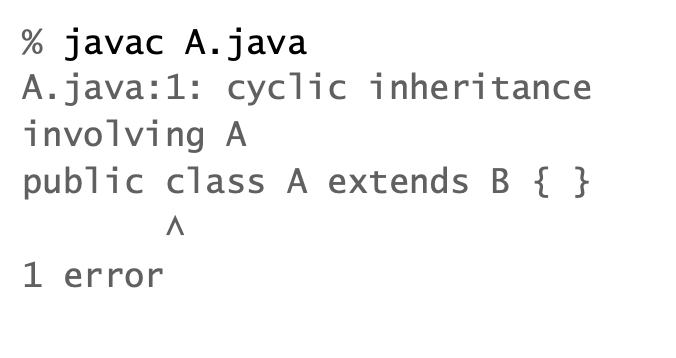 % javac A.java
A.java:1: cyclic inheritance
involving A
public class A extends B { }
       ^
1 error